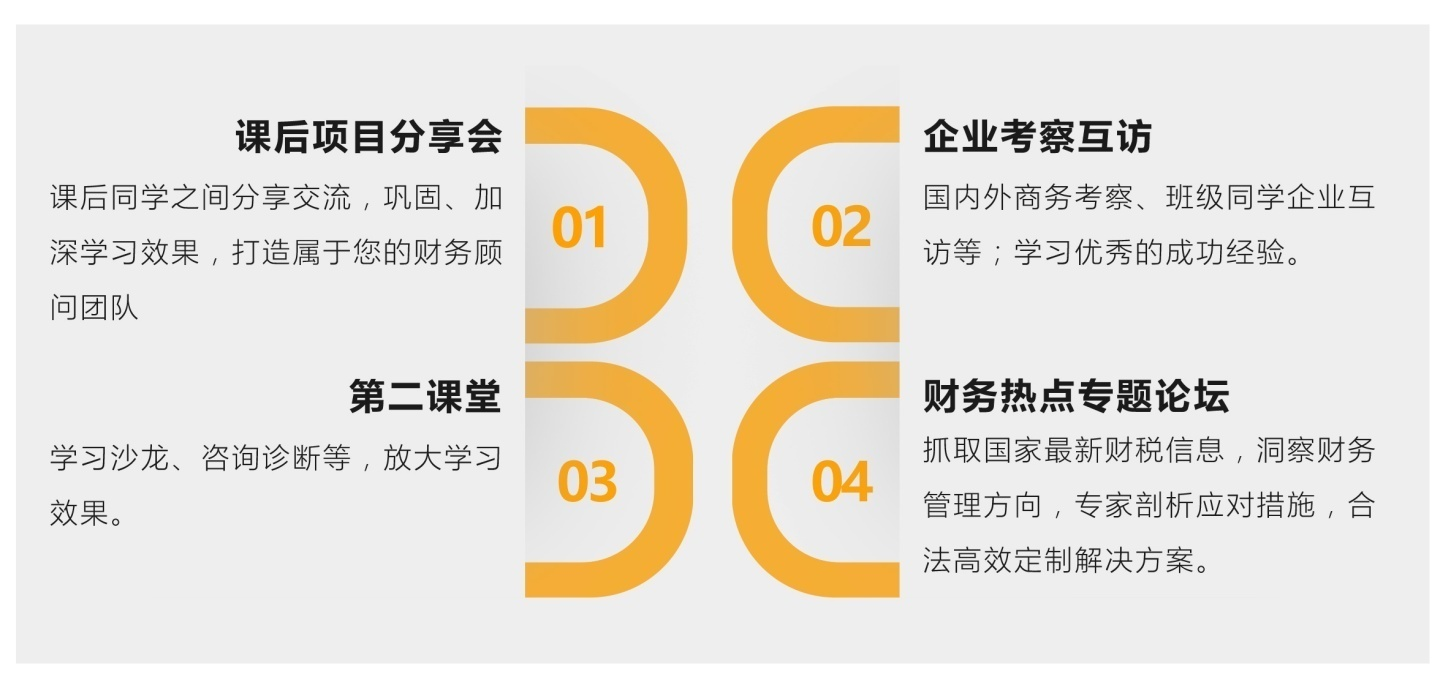 课后项目分享会
课后同学之间分享交流，巩固、加
深学习效果，打造属于您的财务顾
问团队
01
02
企业考察互访
国内外商务考察、班级同学企业互
访等；学习优秀的成功经验。
第二课堂
学习沙龙、咨询诊断等，放大学习
效果。
03
04
财务热点专题论坛
抓取国家最新财税信息，洞察财务
管理方向，专家剖析应对措施，合
法高效定制解决方案。